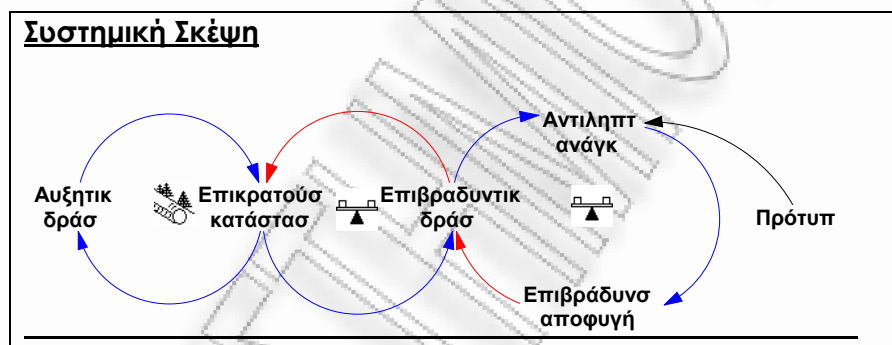 Συστημική Σκέψη
Αντιληπτ
ανάγκ
Αυξητικ
δράσ
Επικρατούσ
κατάστασ
Επιβραδυντικ
δράσ
Πρότυπ
Επιβράδυνσ
αποφυγή